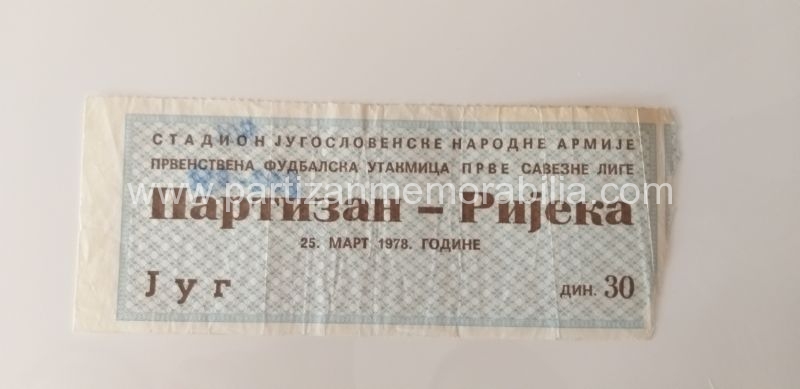 СТАДИОН ЈУГОСЛОВЕНСКЕ НАРОДНЕ АРМИЈЕ
ПРВЕНСТВЕНА ФУДБАЛСКА УТАКМИЦА ПРВЕ САВЕЗНЕ ЛИГЕ
www.partizanmemorabilia.com
Партизан – Ријека
25. МАРТ 1978. ГОДИНЕ
Југ
ДИН. 30